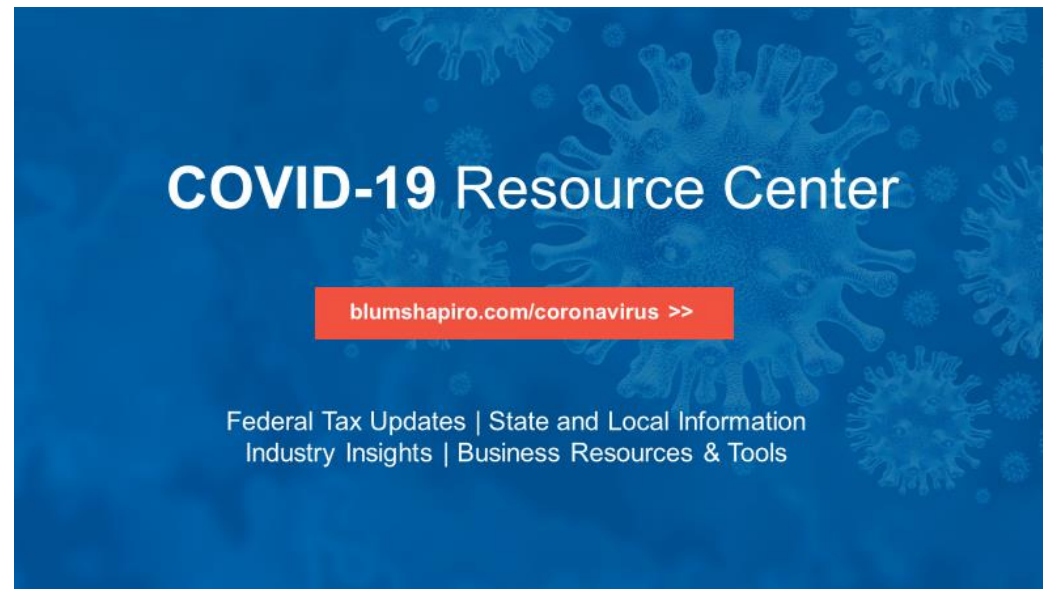 COVID-19 Resource Center
blumshapiro.com/coronavirus >>
Federal Tax Updates | State and Local Information
Industry Insights | Business Resources & Tools